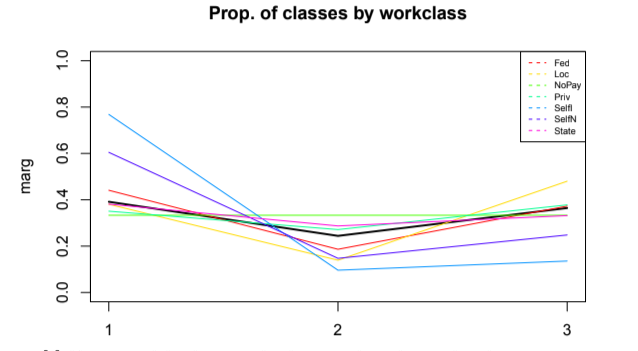 Prop. of classes by workclass
marg
1.0
0.8
0.6
0.4
0.2
0.0
1 2 3
Fed
Loc
NoPay
Priv
SelfI
SelfN
State